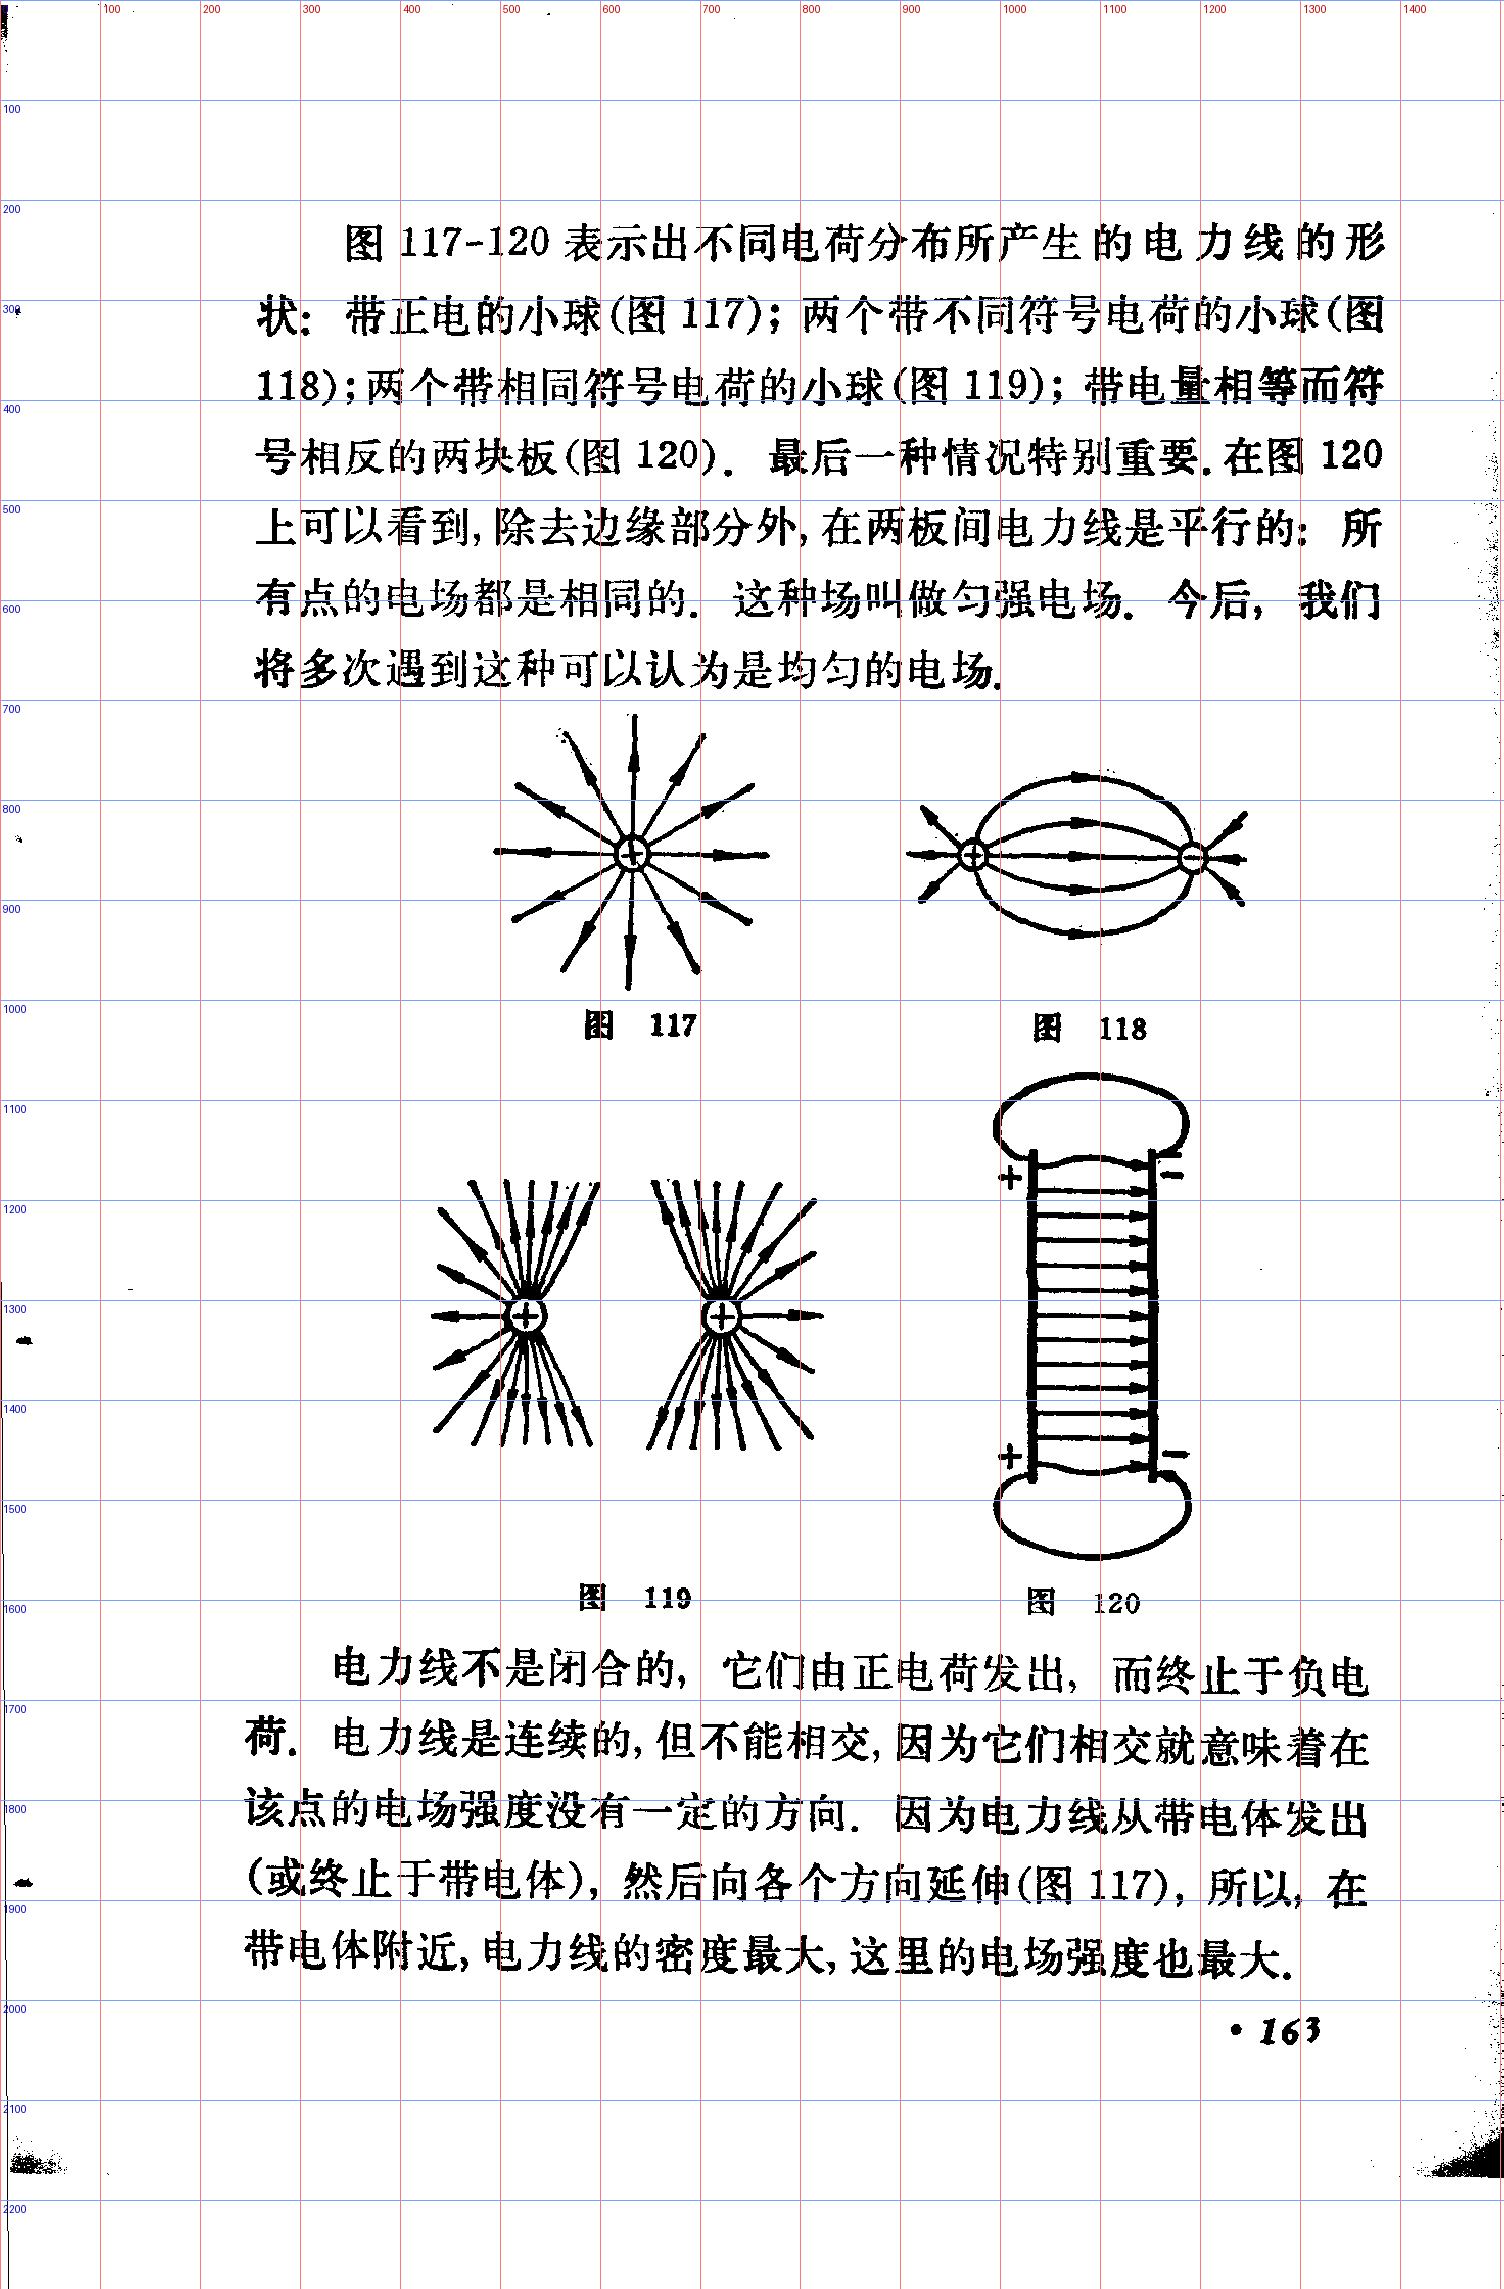 图 117-120 表示出不同电荷分布所产生的电力线的形
状：带正电的小球(图 117)；两个带不同符号电荷的小球(图
118)；两个带相同符号电荷的小球(图 119)；带电量相等而符
号相反的两块板(图 120)．最后一种情况特别重要．在图 120
上可以看到，除去边缘部分外，在两板间电力线是平行的：所
有点的电场都是相同的．这种场叫做匀强电场．今后，我们
将多次遇到这种可以认为是均匀的电场．
图 117
图 118
图 119
图 120
电力线不是闭合的，它们由正电荷发出，而终止于负电
荷．电力线是连续的，但不能相交，因为它们相交就意味着在
该点的电场强度没有一定的方向．因为电力线从带电体发出
(或终止于带电体)，然后向各个方向延伸(图 117)，所以，在
带电体附近，电力线的密度最大，这里的电场强度也最大．
• 163